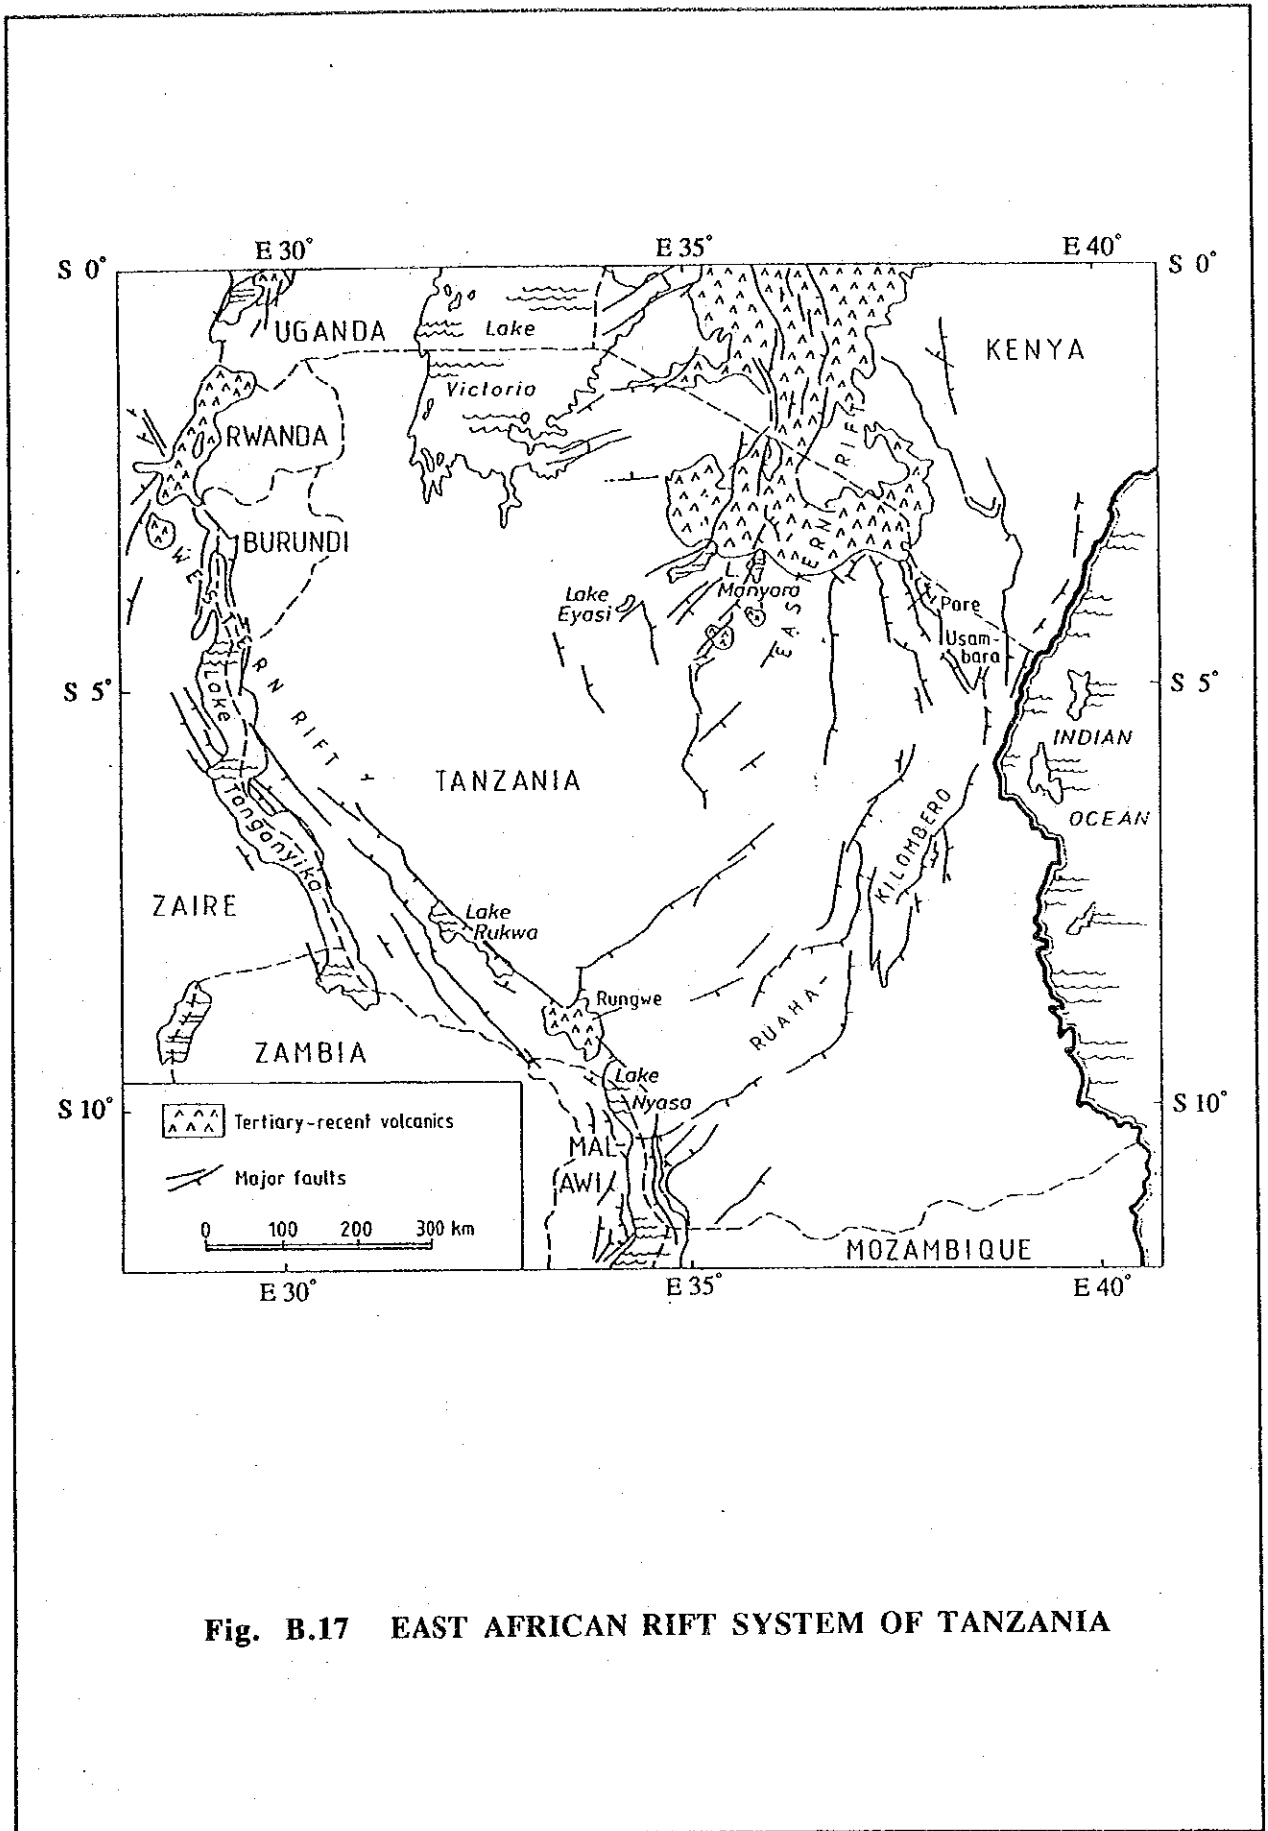 E 30°
E 35°
E 40°
S 0°
S 0°
UGANDA
Lake
Victoria
KENYA
RWANDA
RIFT
BURUNDI
WESTERN RIFT
EASTERN
L.
Manyara
Lake
Eyasi
Pare
Usam-
bara
S 5°
S 5°
Lake
Tanganyika
TANZANIA
INDIAN
OCEAN
KILOMBERO
ZAIRE
Lake
Rukwa
RUAHA-
Rungwe
ZAMBIA
Lake
Nyasa
S 10°
S 10°
Tertiary-recent volcanics
Major faults
0 100 200 300 km
MAL-
AWI
MOZAMBIQUE
E 30°
E 35°
E 40°
Fig. B.17 EAST AFRICAN RIFT SYSTEM OF TANZANIA